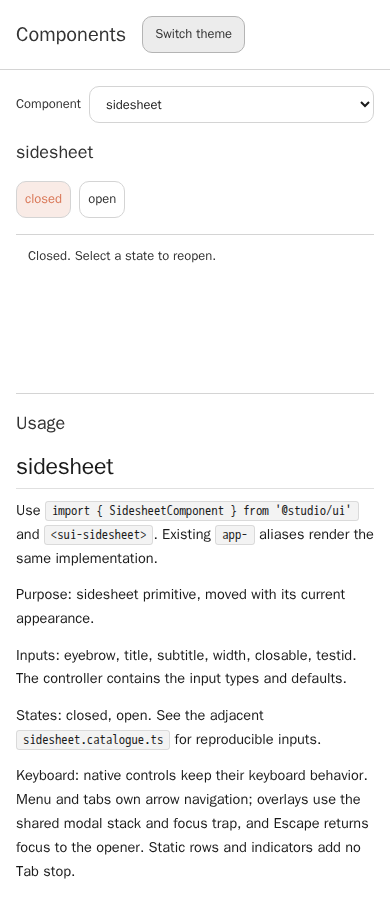 Components
Switch theme
Component
sidesheet
sidesheet
closed
open
Closed. Select a state to reopen.
Usage
sidesheet
Use import { SidesheetComponent } from '@studio/ui'
and <sui-sidesheet>. Existing app- aliases render the
same implementation.
Purpose: sidesheet primitive, moved with its current
appearance.
Inputs: eyebrow, title, subtitle, width, closable, testid.
The controller contains the input types and defaults.
States: closed, open. See the adjacent
sidesheet.catalogue.ts for reproducible inputs.
Keyboard: native controls keep their keyboard behavior.
Menu and tabs own arrow navigation; overlays use the
shared modal stack and focus trap, and Escape returns
focus to the opener. Static rows and indicators add no
Tab stop.